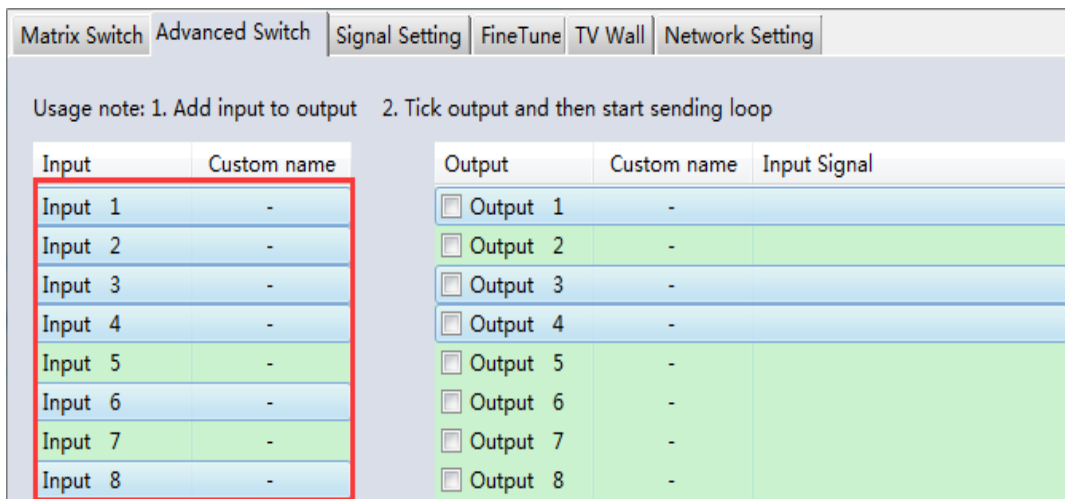 Matrix Switch Advanced Switch Signal Setting FineTune TV Wall Network Setting
Usage note: 1. Add input to output 2. Tick output and then start sending loop
Input Custom name Output Custom name Input Signal
Input 1 - Output 1 -
Input 2 - Output 2 -
Input 3 - Output 3 -
Input 4 - Output 4 -
Input 5 - Output 5 -
Input 6 - Output 6 -
Input 7 - Output 7 -
Input 8 - Output 8 -